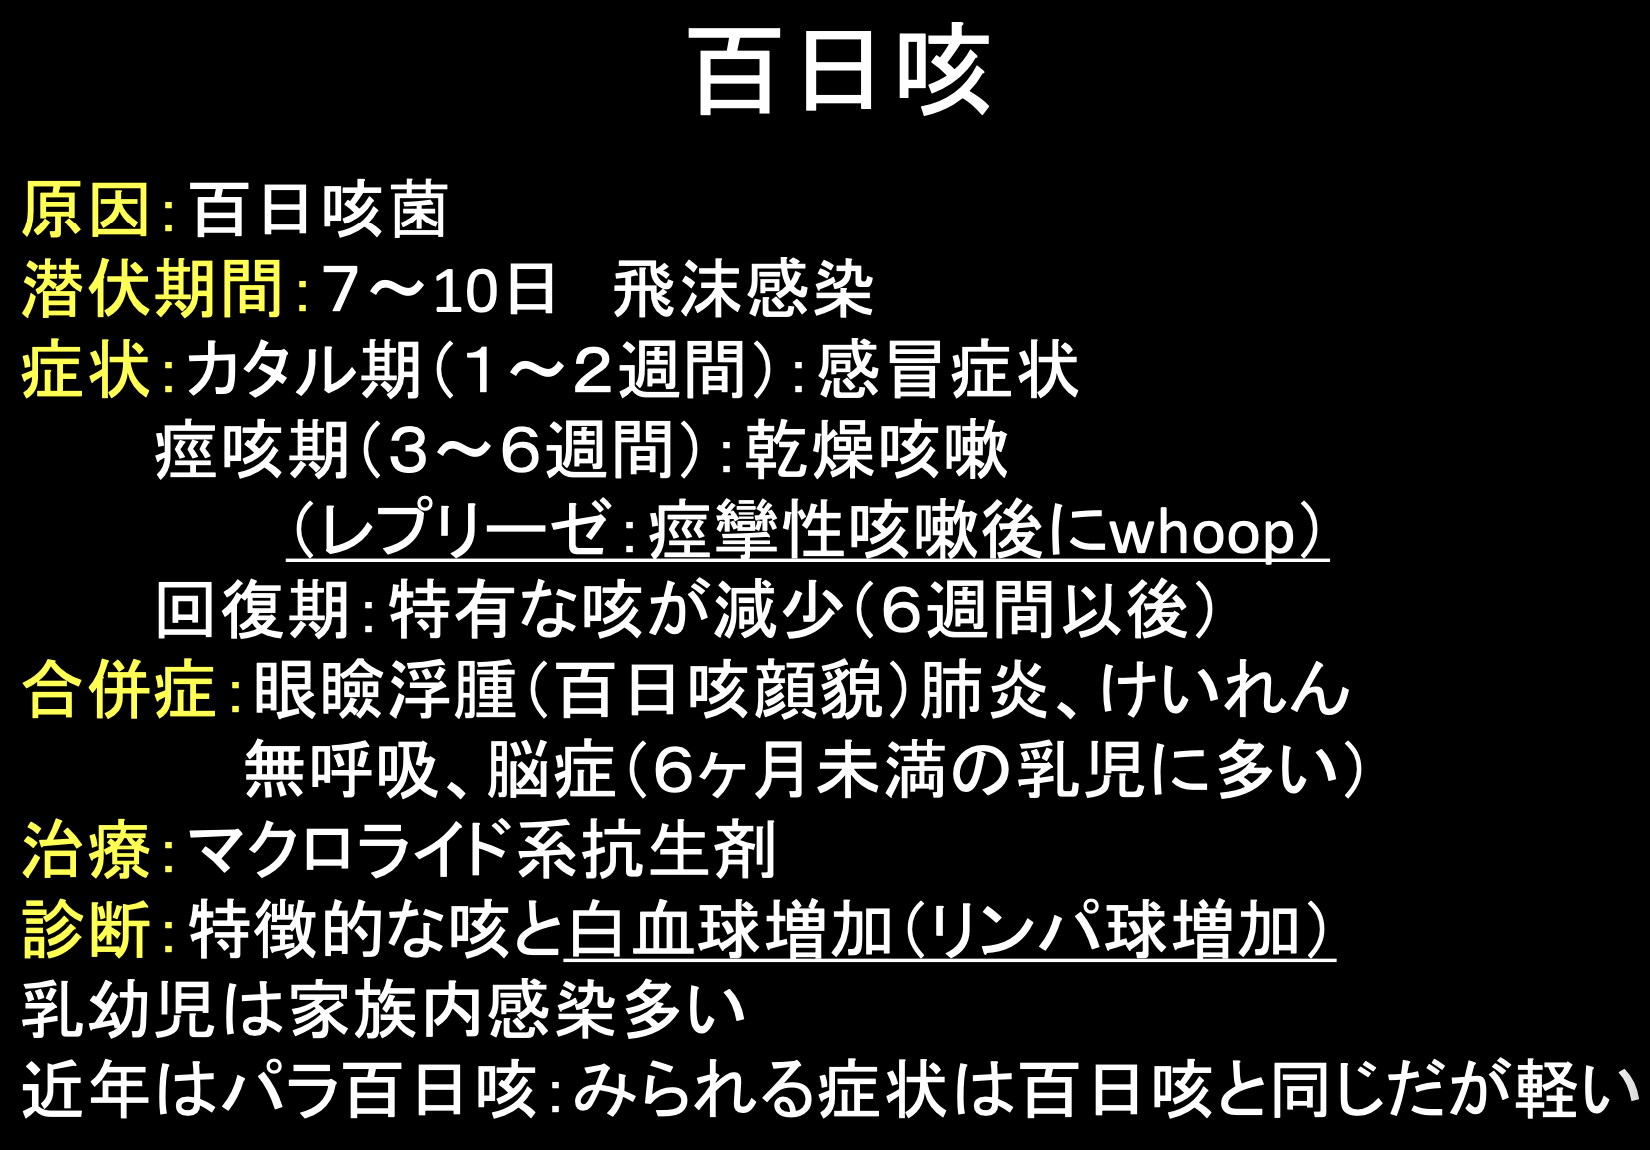 百日咳
原因：百日咳菌
潜伏期間：７～10日　飛沫感染
症状：カタル期（１～２週間）：感冒症状
痙咳期（３～６週間）：乾燥咳嗽
（レプリーゼ：痙攣性咳嗽後にwhoop）
回復期：特有な咳が減少（６週間以後）
合併症：眼瞼浮腫（百日咳顔貌）肺炎、けいれん
無呼吸、脳症（６ヶ月未満の乳児に多い）
治療：マクロライド系抗生剤
診断：特徴的な咳と白血球増加（リンパ球増加）
乳幼児は家族内感染多い
近年はパラ百日咳：みられる症状は百日咳と同じだが軽い